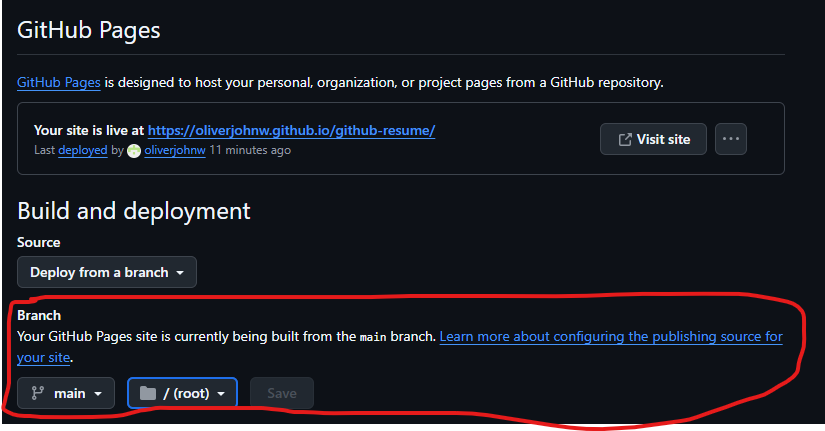 GitHub Pages
GitHub Pages is designed to host your personal, organization, or project pages from a GitHub repository.
Your site is live at https://oliverjohnw.github.io/github-resume/
Last deployed by oliverjohnw 11 minutes ago
Visit site
Build and deployment
Source
Deploy from a branch
Branch
Your GitHub Pages site is currently being built from the main branch. Learn more about configuring the publishing source for
your site.
main
/ (root)
Save